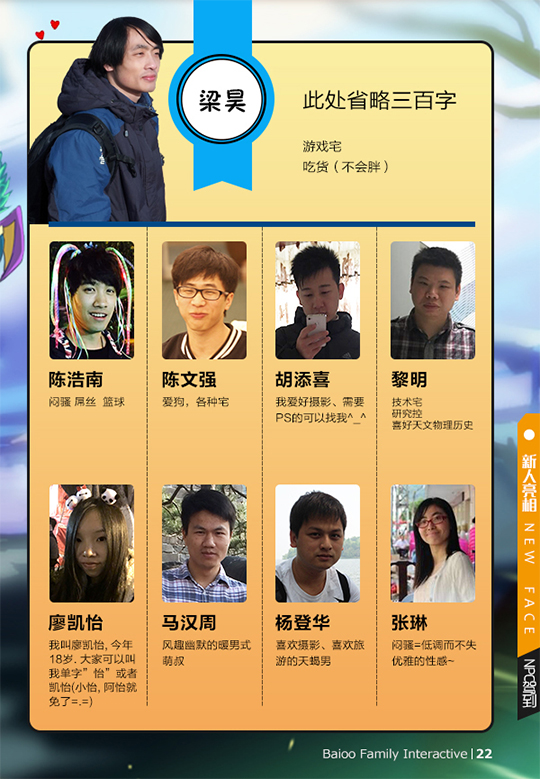 梁昊
此处省略三百字
游戏宅
吃货（不会胖）
陈浩南
闷骚 屌丝 篮球
陈文强
爱狗，各种宅
胡添喜
我爱好摄影、需要
PS的可以找我^_^
黎明
技术宅
研究控
喜好天文物理历史
廖凯怡
我叫廖凯怡, 今年
18岁. 大家可以叫
我单字”怡”或者
凯怡(小怡, 阿怡就
免了=.=)
马汉周
风趣幽默的暖男式
萌叔
杨登华
喜欢摄影、喜欢旅
游的天蝎男
张琳
闷骚=低调而不失
优雅的性感~
新人亮相
NEW FACE
Baioo Family Interactive | 22